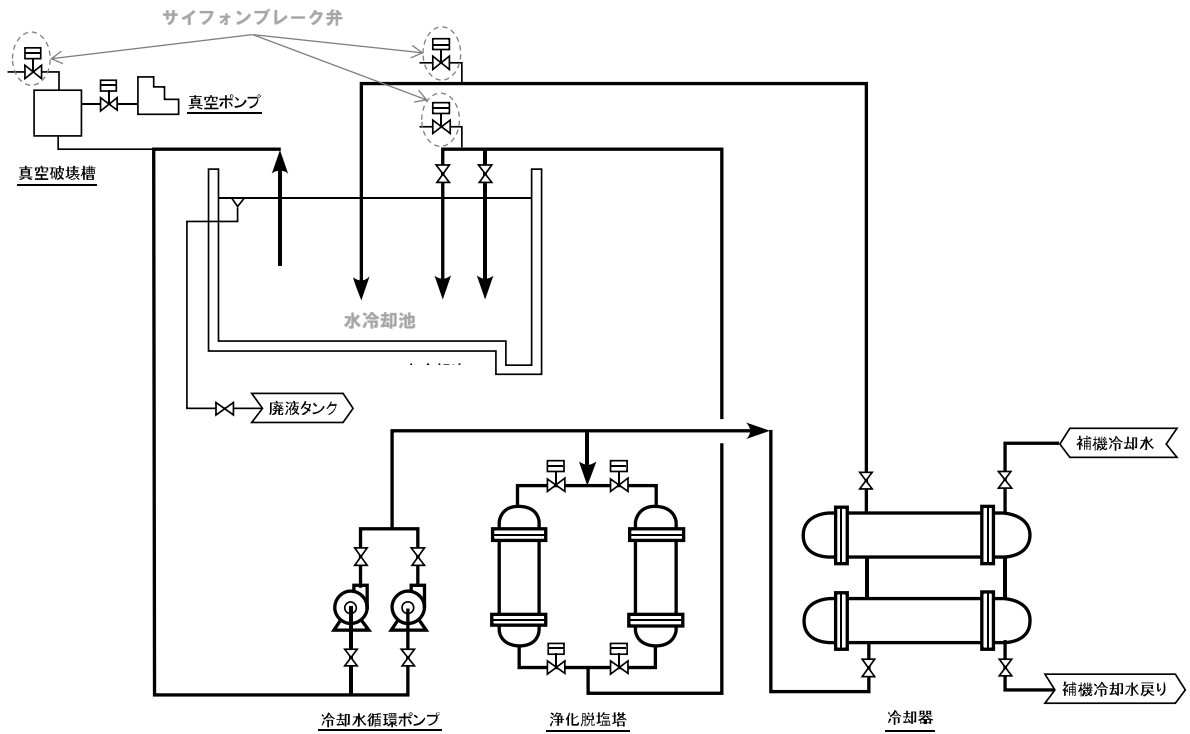 サイフォンブレーク弁
真空ポンプ
真空破壊槽
水冷却池
廃液タンク
補機冷却水
補機冷却水戻り
冷却水循環ポンプ
浄化脱塩塔
冷却器